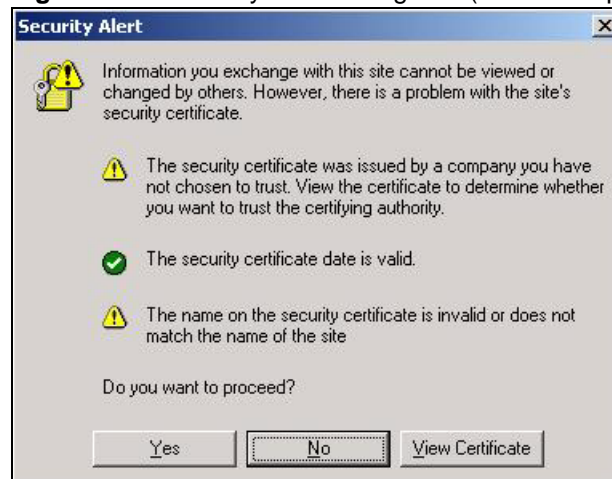 Security Alert
Information you exchange with this site cannot be viewed or
changed by others. However, there is a problem with the site's
security certificate.
The security certificate was issued by a company you have
not chosen to trust. View the certificate to determine whether
you want to trust the certifying authority.
The security certificate date is valid.
The name on the security certificate is invalid or does not
match the name of the site
Do you want to proceed?
Yes No View Certificate